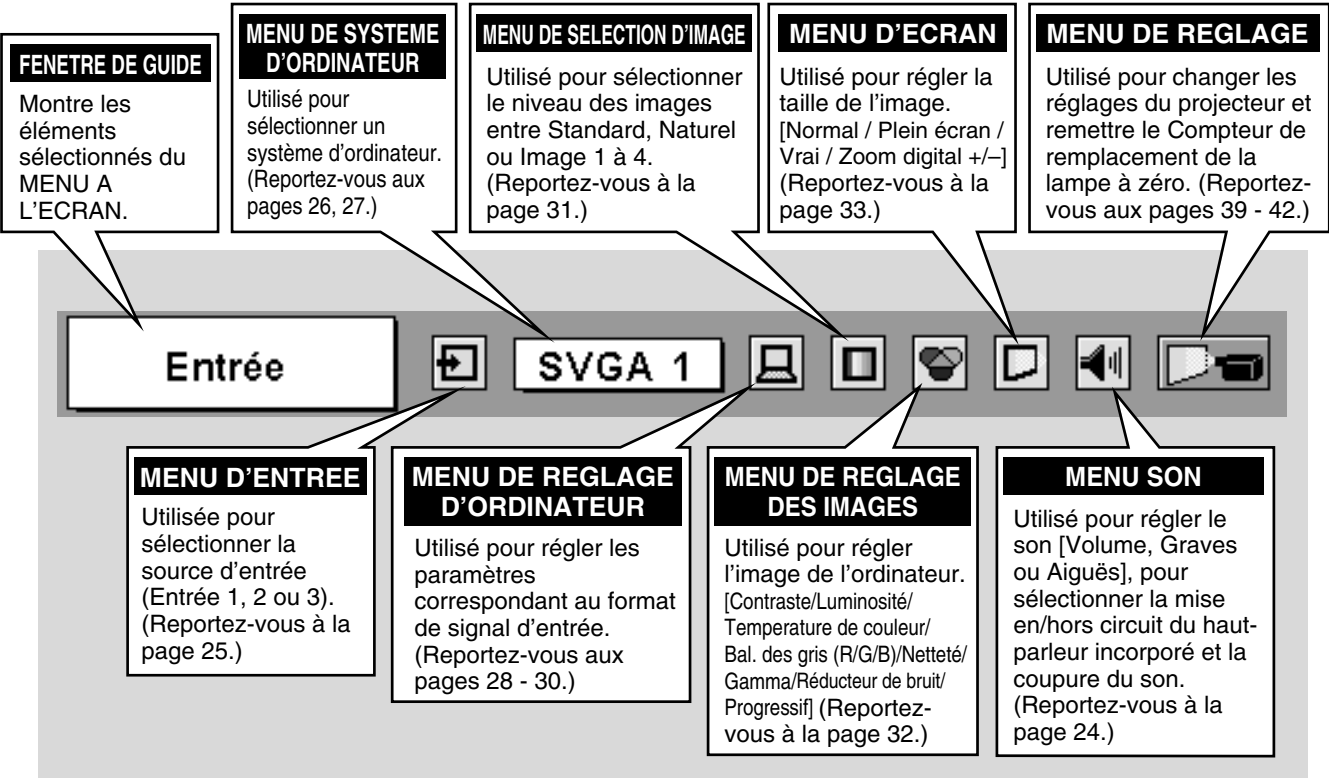 FENETRE DE GUIDE
Montre les
éléments
sélectionnés du
MENU A
L'ECRAN.
MENU DE SYSTEME
D'ORDINATEUR
Utilisé pour
sélectionner un
système d'ordinateur.
(Reportez-vous aux
pages 26, 27.)
MENU DE SELECTION D'IMAGE
Utilisé pour sélectionner
le niveau des images
entre Standard, Naturel
ou Image 1 à 4.
(Reportez-vous à la
page 31.)
MENU D'ECRAN
Utilisé pour régler la
taille de l'image.
[Normal / Plein écran /
Vrai / Zoom digital +/–]
(Reportez-vous à la
page 33.)
MENU DE REGLAGE
Utilisé pour changer les
réglages du projecteur et
remettre le Compteur de
remplacement de la
lampe à zéro. (Reportez-
vous aux pages 39 - 42.)
Entrée
SVGA 1
MENU D'ENTREE
Utilisée pour
sélectionner la
source d'entrée
(Entrée 1, 2 ou 3).
(Reportez-vous à la
page 25.)
MENU DE REGLAGE
D'ORDINATEUR
Utilisé pour régler les
paramètres
correspondant au format
de signal d'entrée.
(Reportez-vous aux
pages 28 - 30.)
MENU DE REGLAGE
DES IMAGES
Utilisé pour régler
l'image de l'ordinateur.
[Contraste/Luminosité/
Temperature de couleur/
Bal. des gris (R/G/B)/Netteté/
Gamma/Réducteur de bruit/
Progressif] (Reportez-
vous à la page 32.)
MENU SON
Utilisé pour régler le
son [Volume, Graves
ou Aiguës], pour
sélectionner la mise
en/hors circuit du haut-
parleur incorporé et la
coupure du son.
(Reportez-vous à la
page 24.)